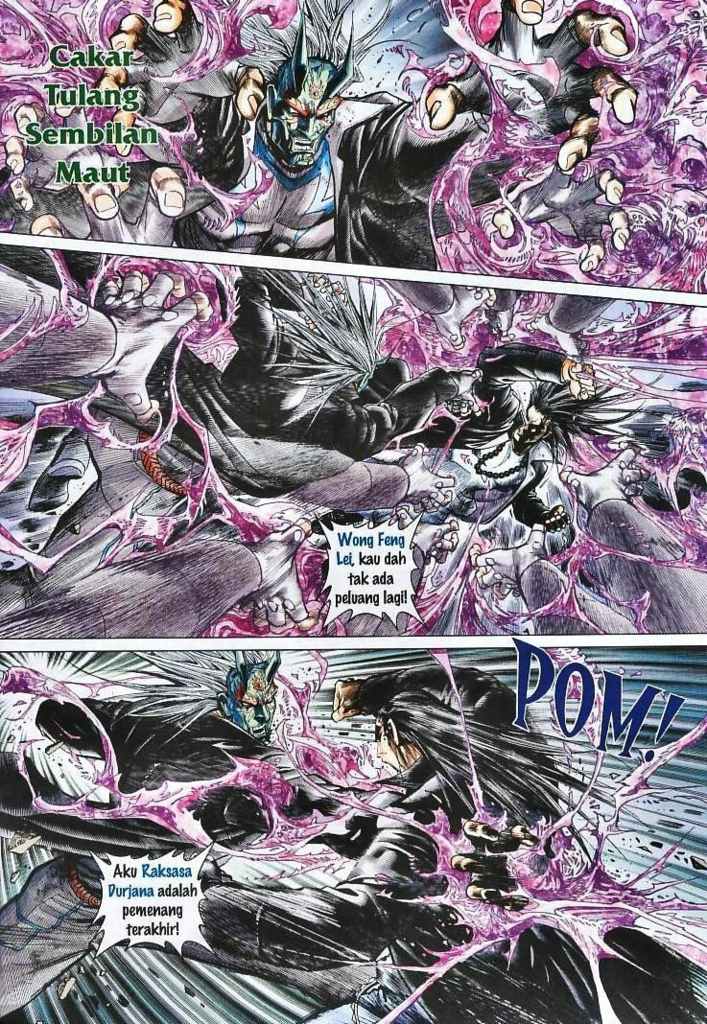 Cakar
Tulang
Sembilan
Maut
Wong Feng
Lei, kau dah
tak ada
peluang lagi!
POM!
Aku Raksasa
Durjana adalah
pemenang
terakhir!